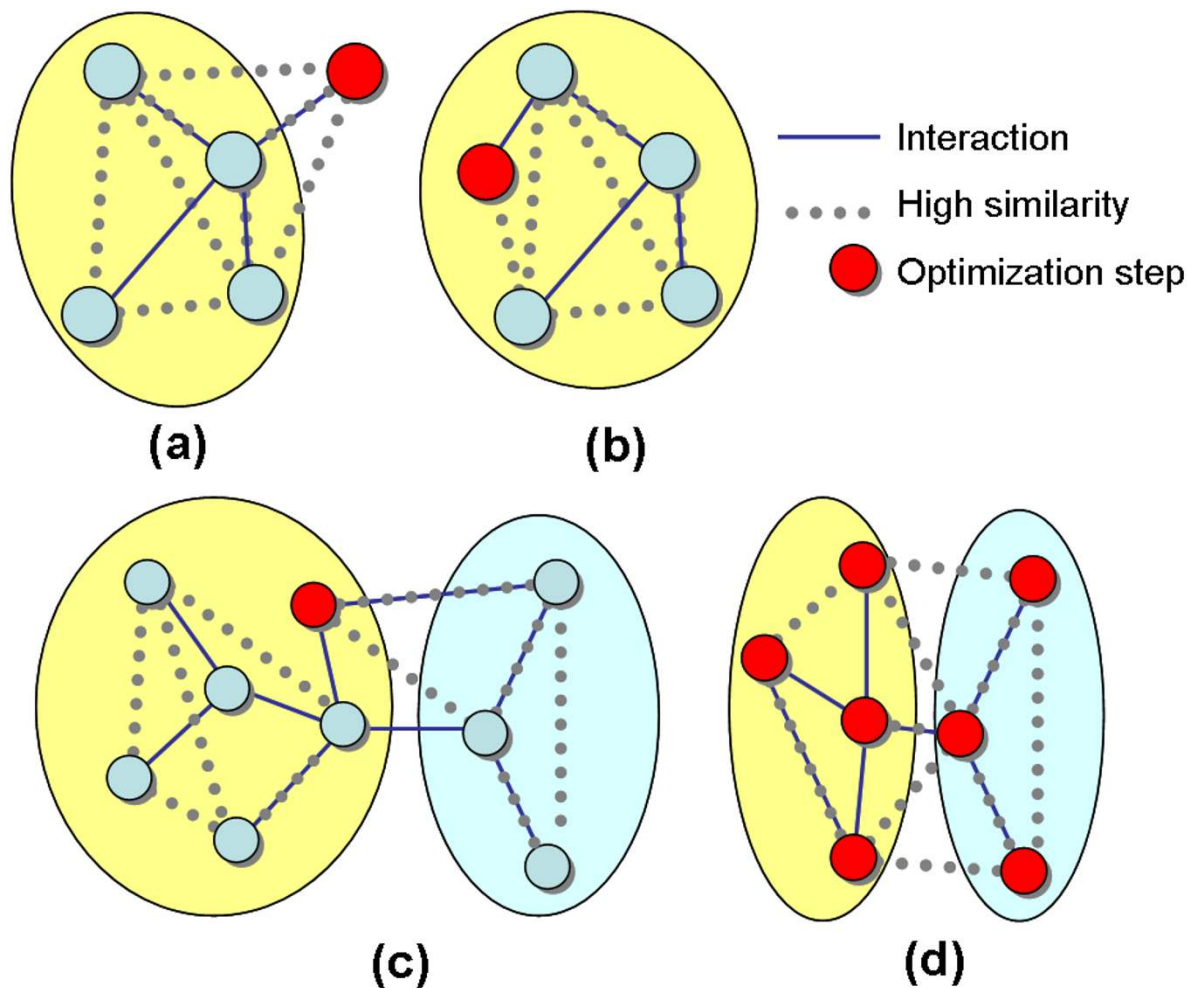 Interaction
High similarity
Optimization step
(a)
(b)
(c)
(d)